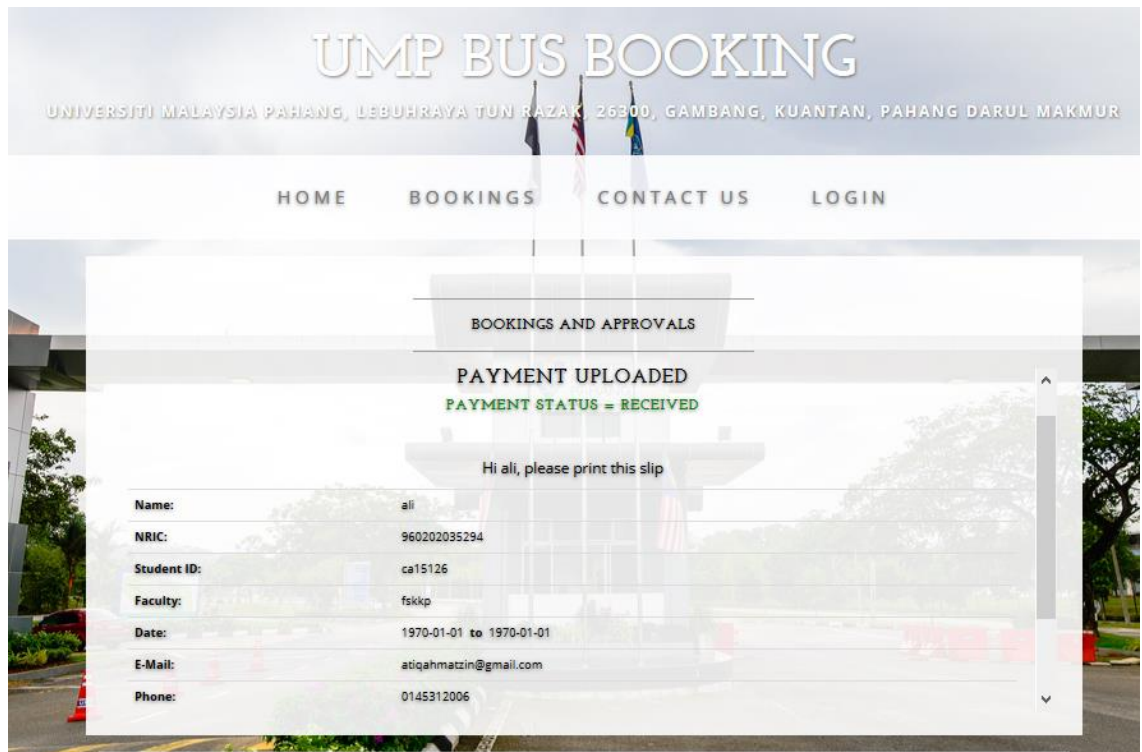 UMP BUS BOOKING
UNIVERSITI MALAYSIA PAHANG, LEBUHRAYA TUN RAZAK, 26300, GAMBANG, KUANTAN, PAHANG DARUL MAKMUR
HOME BOOKINGS CONTACT US LOGIN
BOOKINGS AND APPROVALS
PAYMENT UPLOADED
PAYMENT STATUS = RECEIVED
Hi ali, please print this slip
Name: ali
NRIC: 960202035294
Student ID: ca15126
Faculty: fskkp
Date: 1970-01-01 to 1970-01-01
E-Mail: atiqahmatzin@gmail.com
Phone: 0145312006